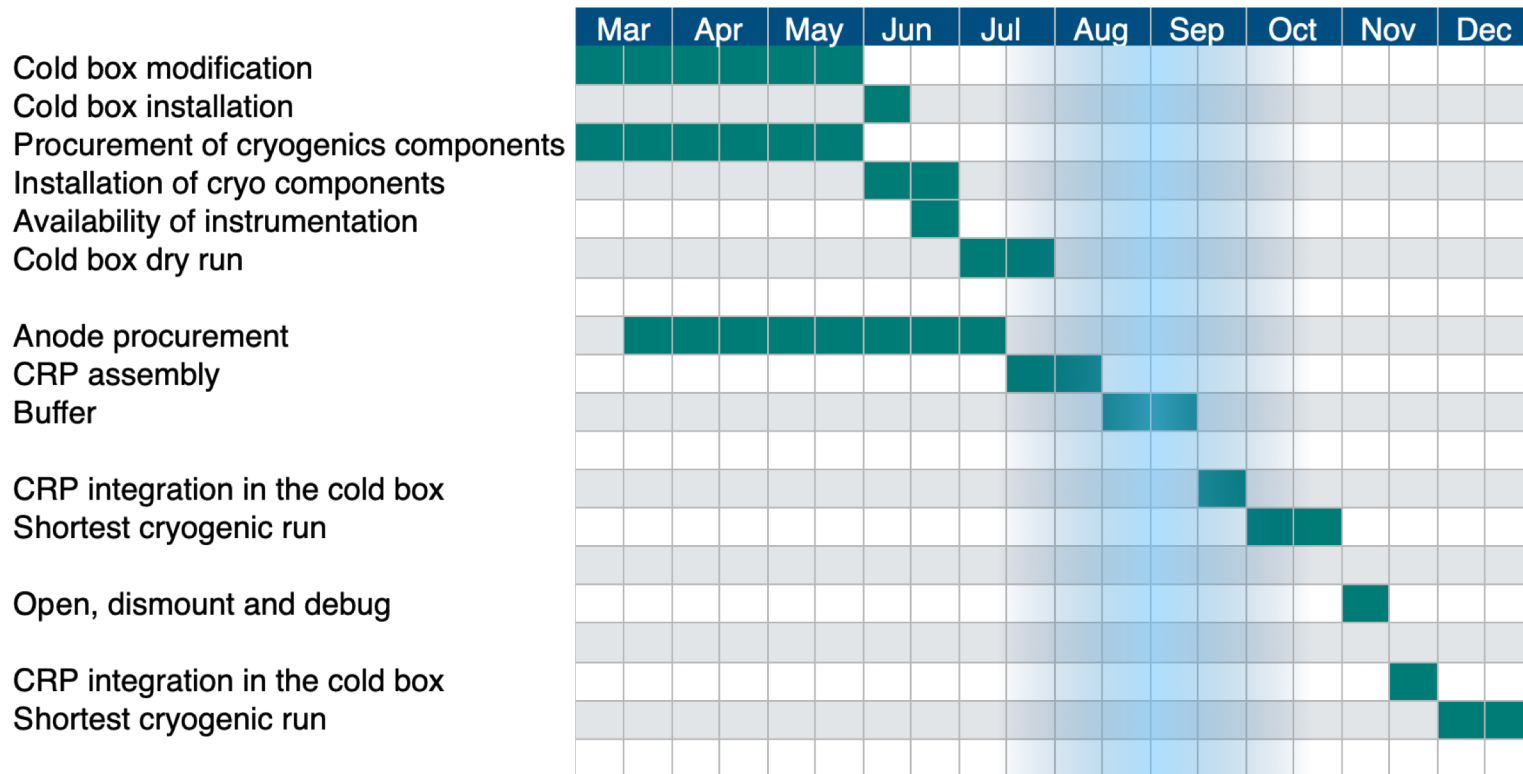 Mar Apr May Jun Jul Aug Sep Oct Nov Dec
Cold box modification
Cold box installation
Procurement of cryogenics components
Installation of cryo components
Availability of instrumentation
Cold box dry run
Anode procurement
CRP assembly
Buffer
CRP integration in the cold box
Shortest cryogenic run
Open, dismount and debug
CRP integration in the cold box
Shortest cryogenic run